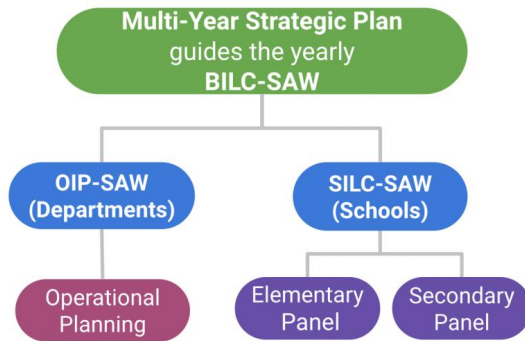 Multi-Year Strategic Plan
guides the yearly
BILC-SAW
OIP-SAW
(Departments)
SILC-SAW
(Schools)
Operational
Planning
Elementary
Panel
Secondary
Panel